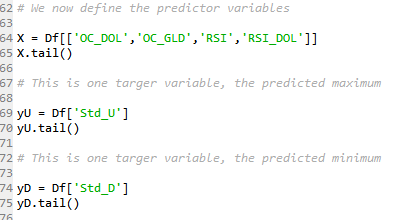 62 # We now define the predictor variables
63
64 X = Df[['OC_DOL','OC_GLD','RSI','RSI_DOL']]
65 X.tail()
66
67 # This is one targer variable, the predicted maximum
68
69 yU = Df['Std_U']
70 yU.tail()
71
72 # This is one targer variable, the predicted minimum
73
74 yD = Df['Std_D']
75 yD.tail()
76